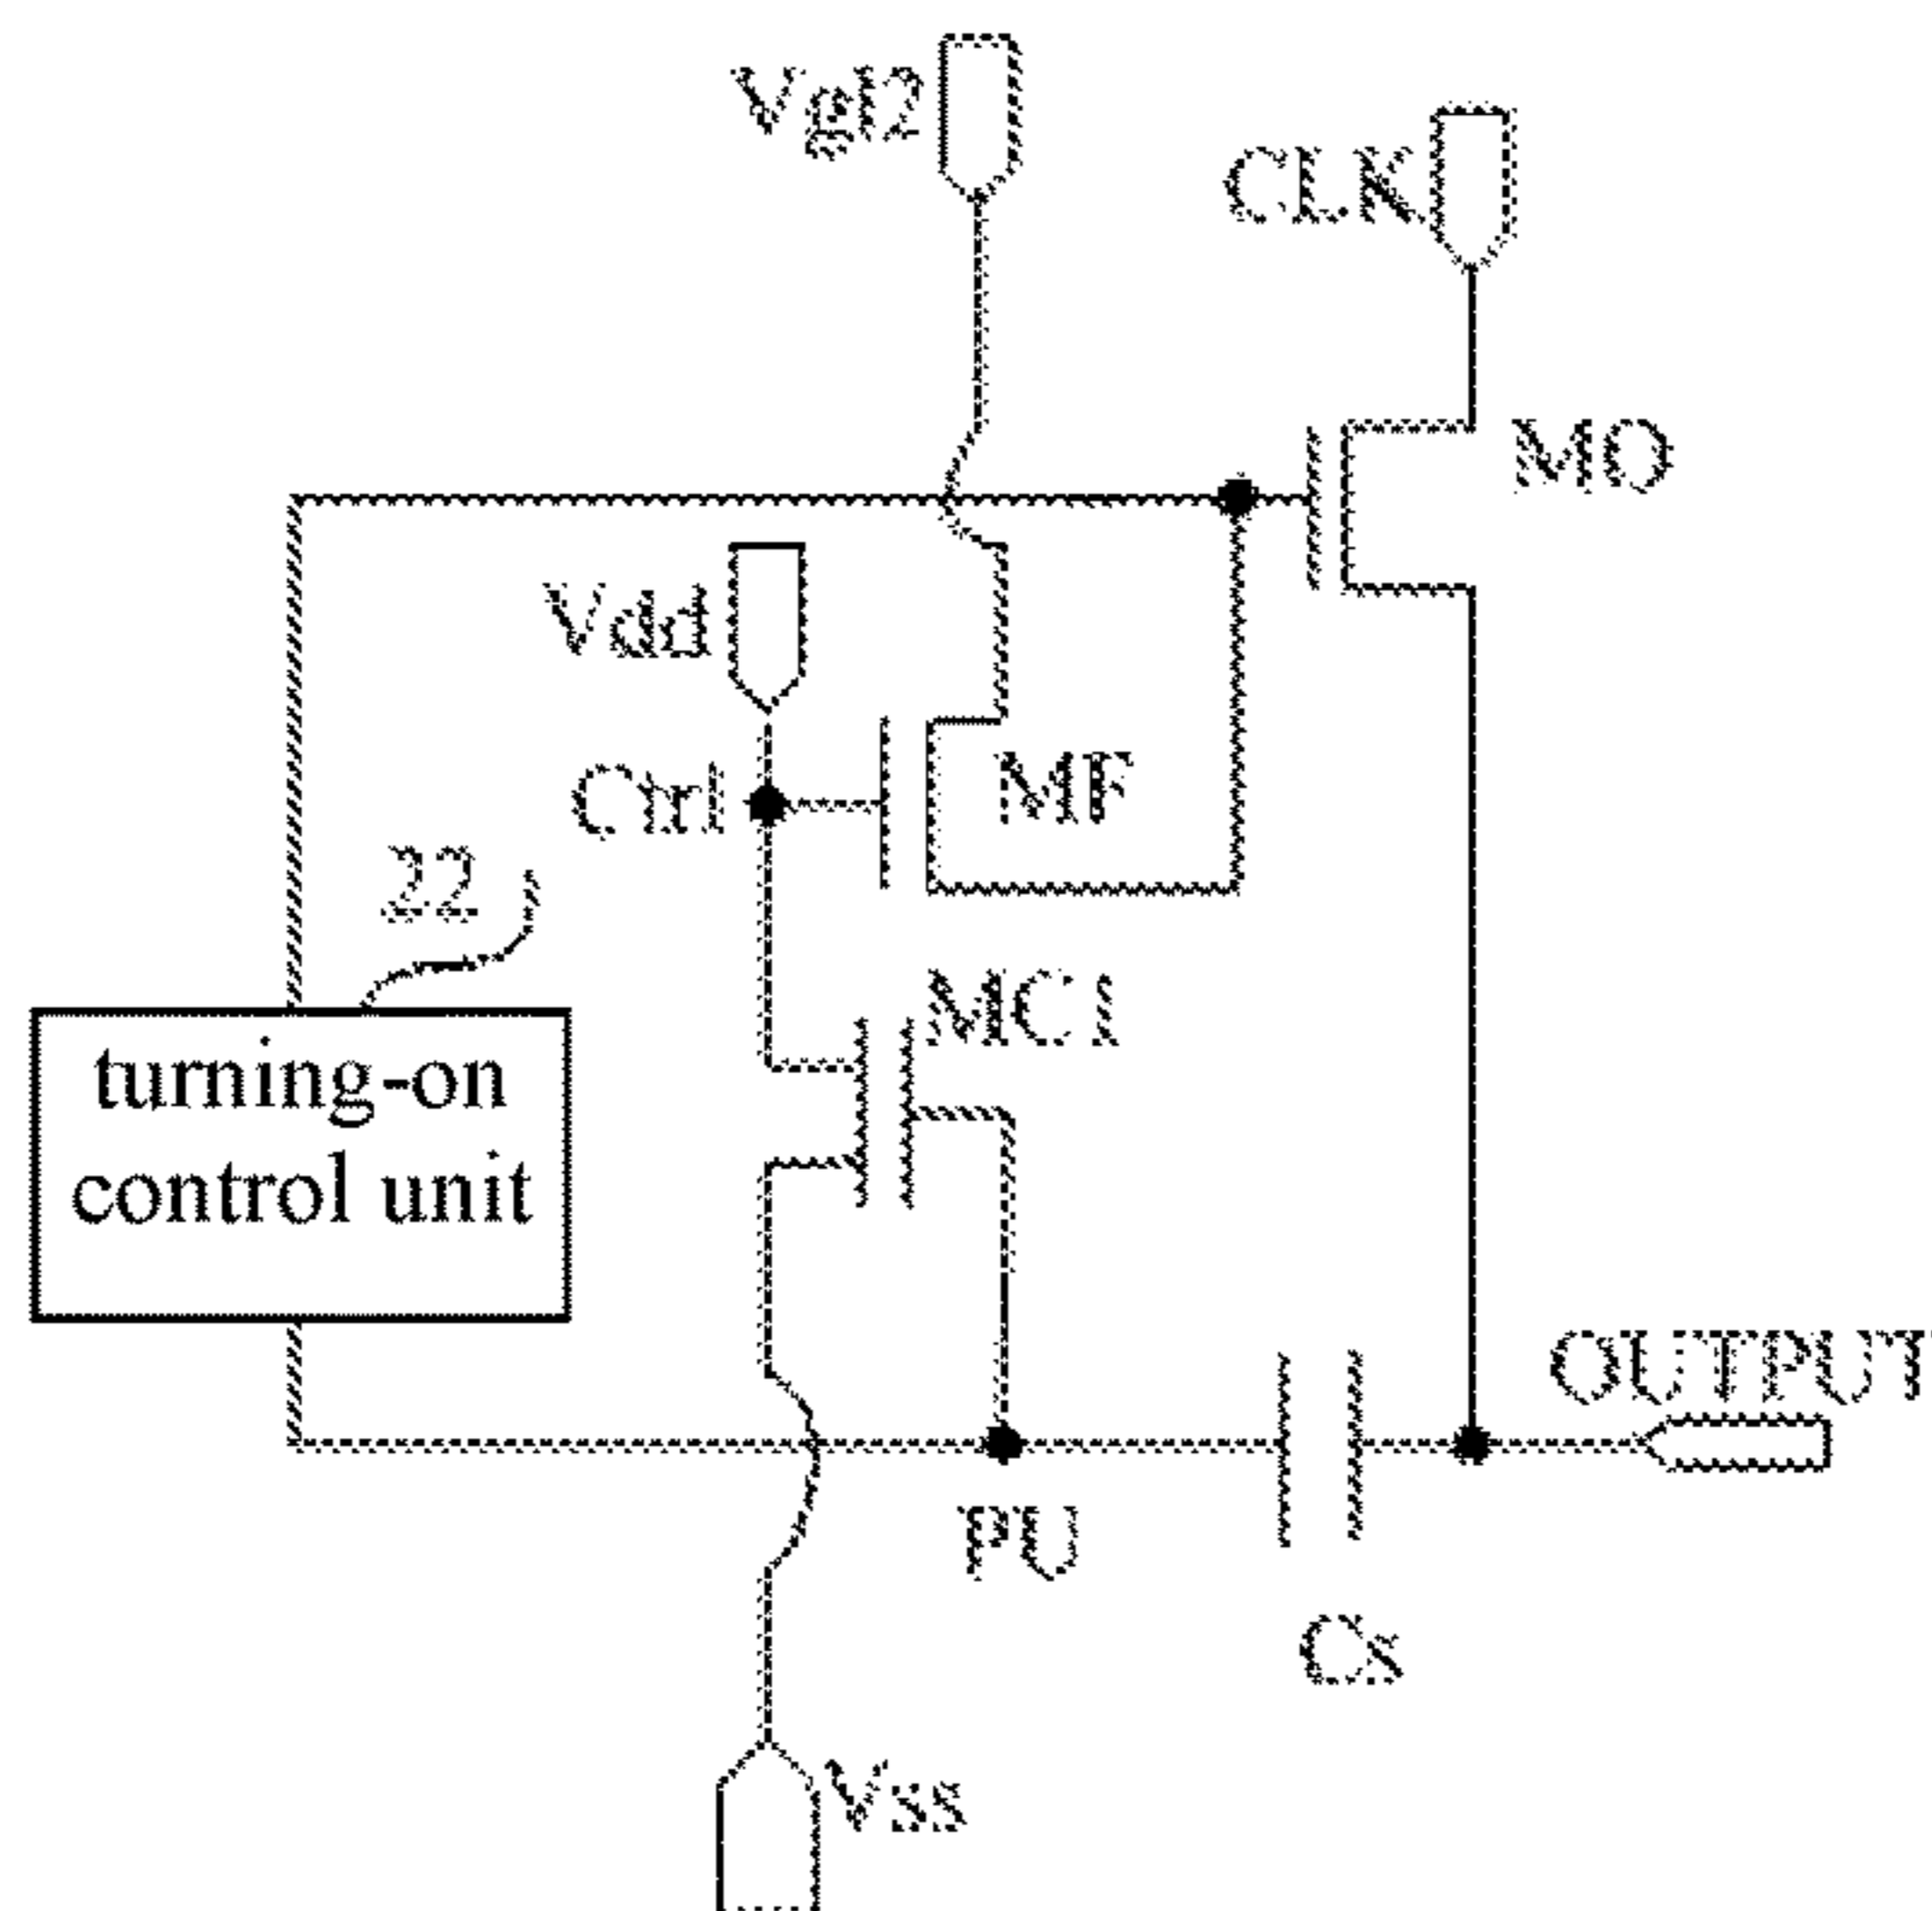 Vgl2
CLK
MO
Vdd
Ctrl
MF
22
MC1
turning-on
control unit
OUTPUT
PU
Cs
Vss